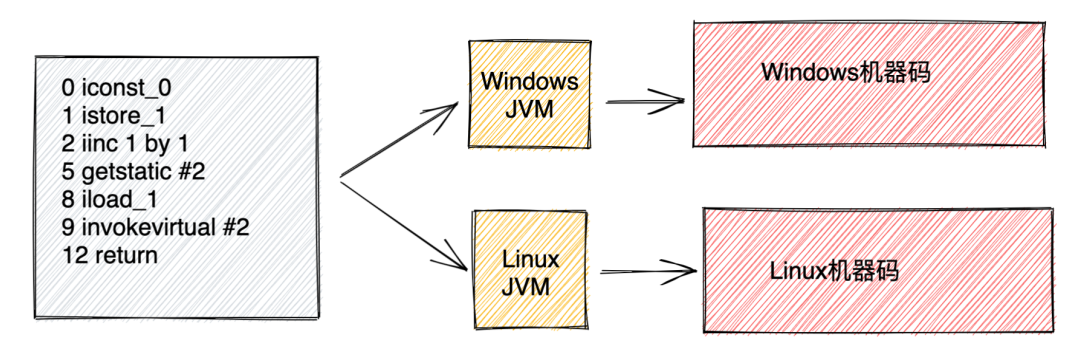 0 iconst_0
1 istore_1
2 iinc 1 by 1
5 getstatic #2
8 iload_1
9 invokevirtual #2
12 return
Windows
JVM
Windows机器码
Linux
JVM
Linux机器码